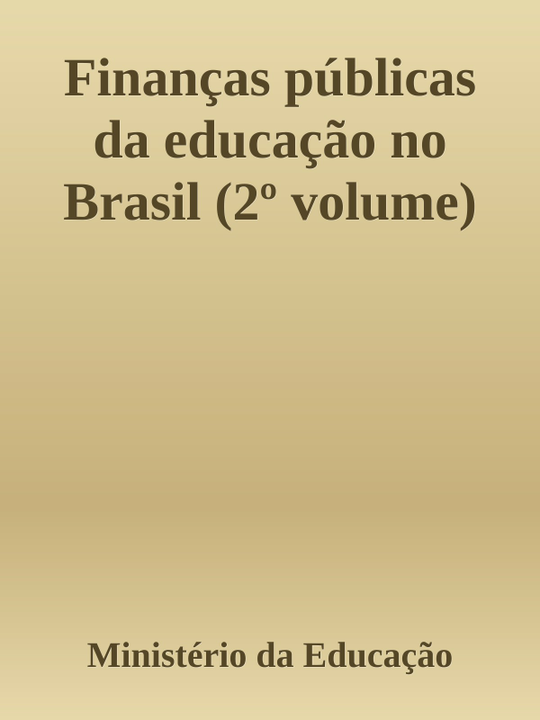 Finanças públicas
da educação no
Brasil (2º volume)
Ministério da Educação